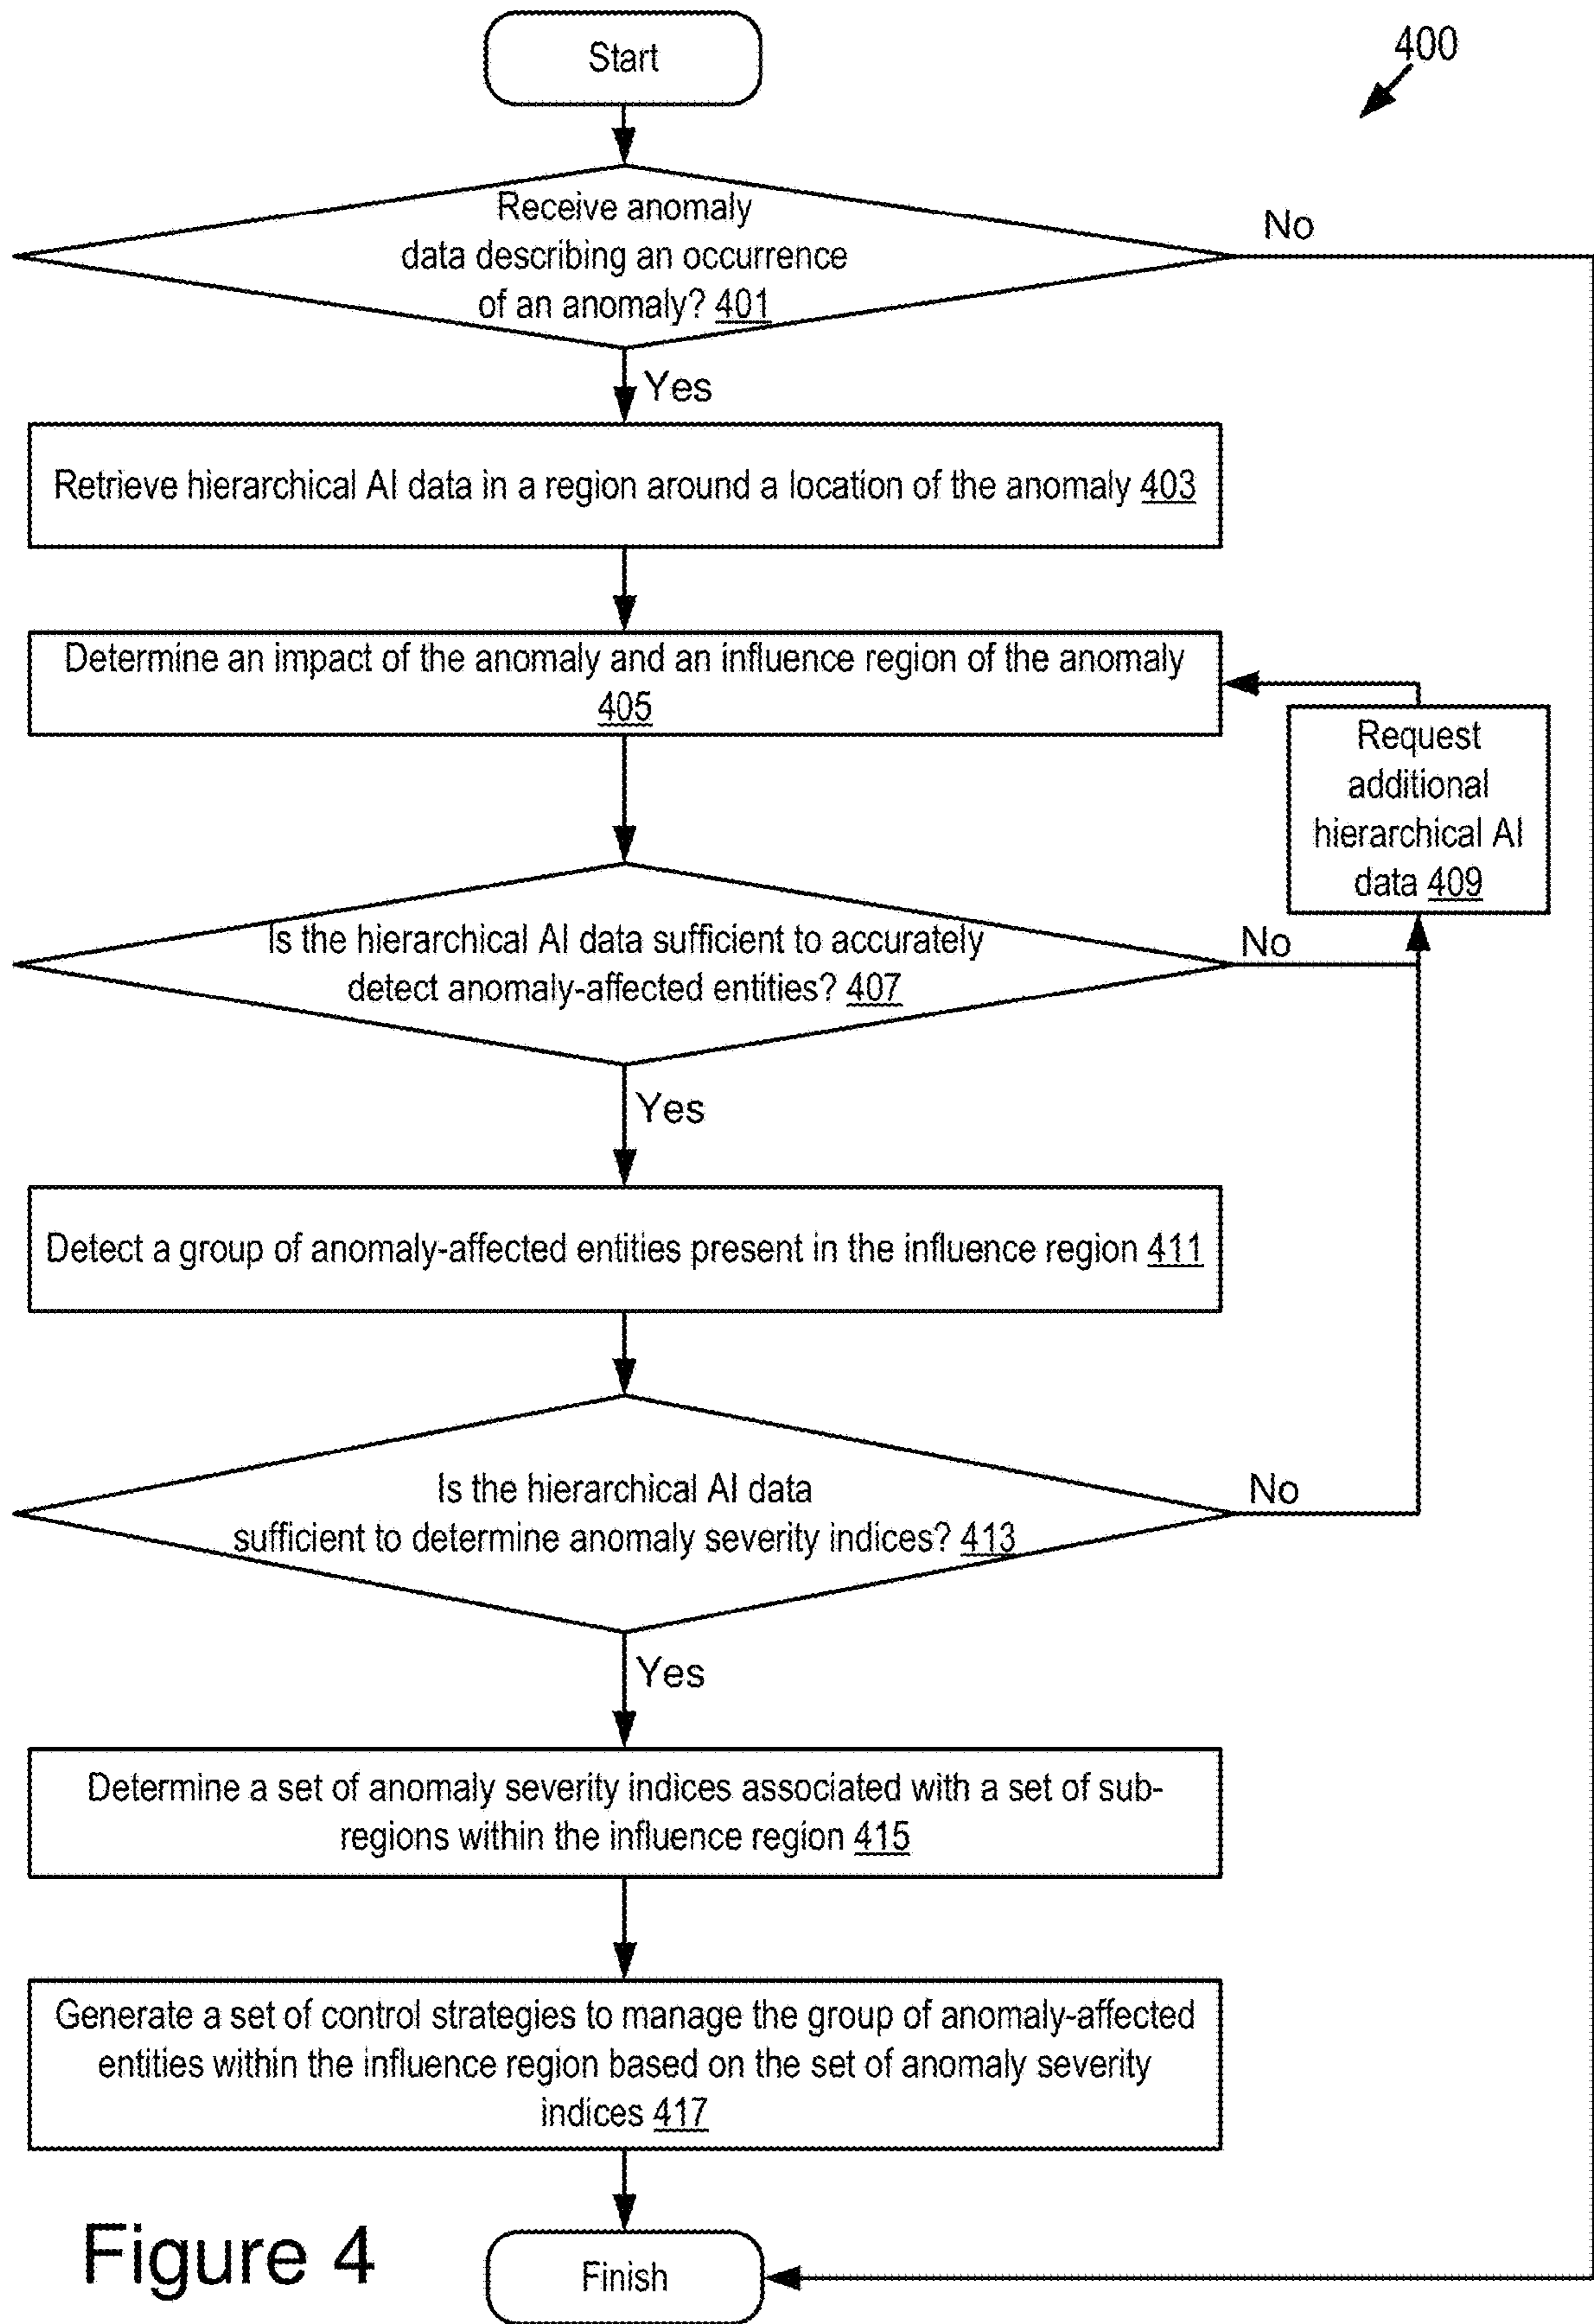 Start
400
Receive anomaly
data describing an occurrence
of an anomaly? 401
No
Yes
Retrieve hierarchical AI data in a region around a location of the anomaly 403
Determine an impact of the anomaly and an influence region of the anomaly
405
Request
additional
hierarchical AI
data 409
Is the hierarchical AI data sufficient to accurately
detect anomaly-affected entities? 407
No
Yes
Detect a group of anomaly-affected entities present in the influence region 411
Is the hierarchical AI data
sufficient to determine anomaly severity indices? 413
No
Yes
Determine a set of anomaly severity indices associated with a set of sub-
regions within the influence region 415
Generate a set of control strategies to manage the group of anomaly-affected
entities within the influence region based on the set of anomaly severity
indices 417
Figure 4
Finish